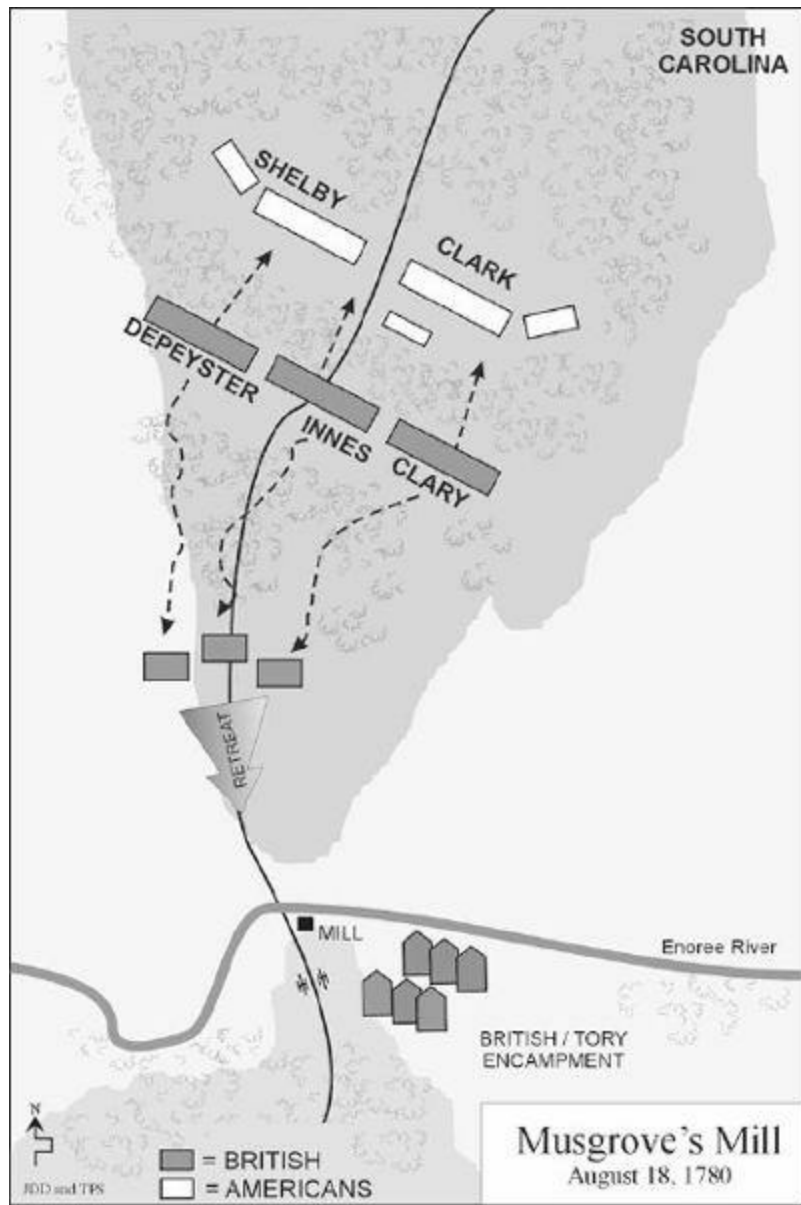 SOUTH
CAROLINA
SHELBY
CLARK
DEPEYSTER
INNES
CLARY
RETREAT
MILL
Enoree River
BRITISH / TORY
ENCAMPMENT
N
JDD and TPS
= BRITISH
= AMERICANS
Musgrove's Mill
August 18, 1780